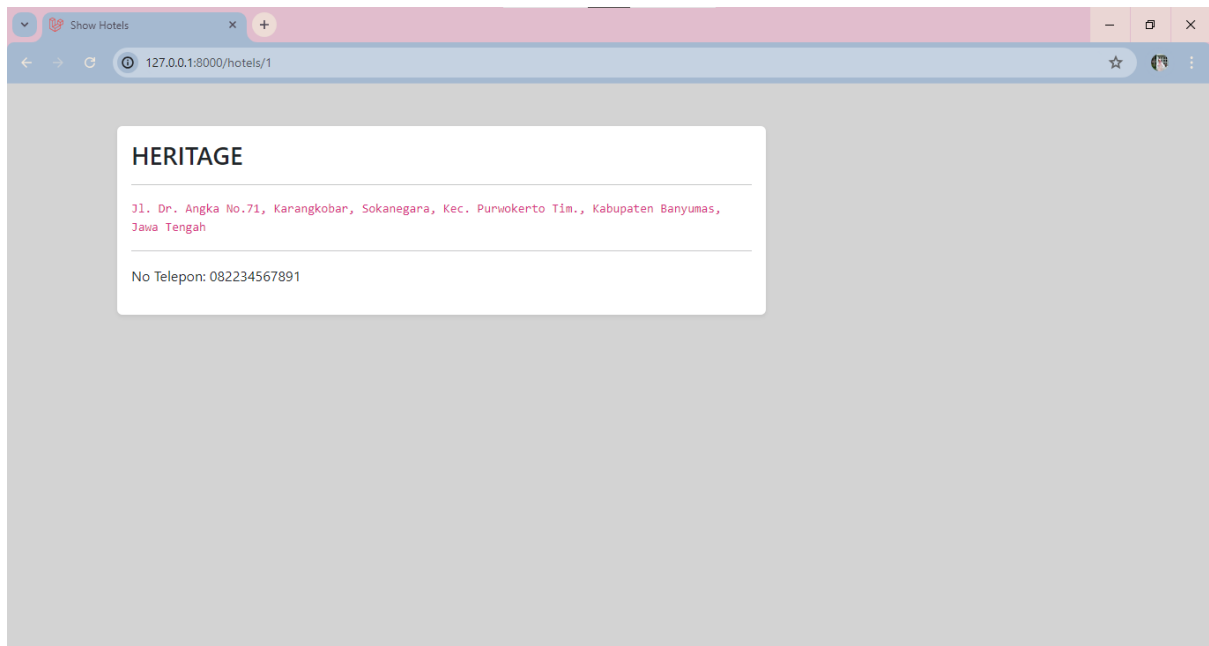 Show Hotels
127.0.0.1:8000/hotels/1
HERITAGE
Jl. Dr. Angka No.71, Karangkobar, Sokanegara, Kec. Purwokerto Tim., Kabupaten Banyumas,
Jawa Tengah
No Telepon: 082234567891